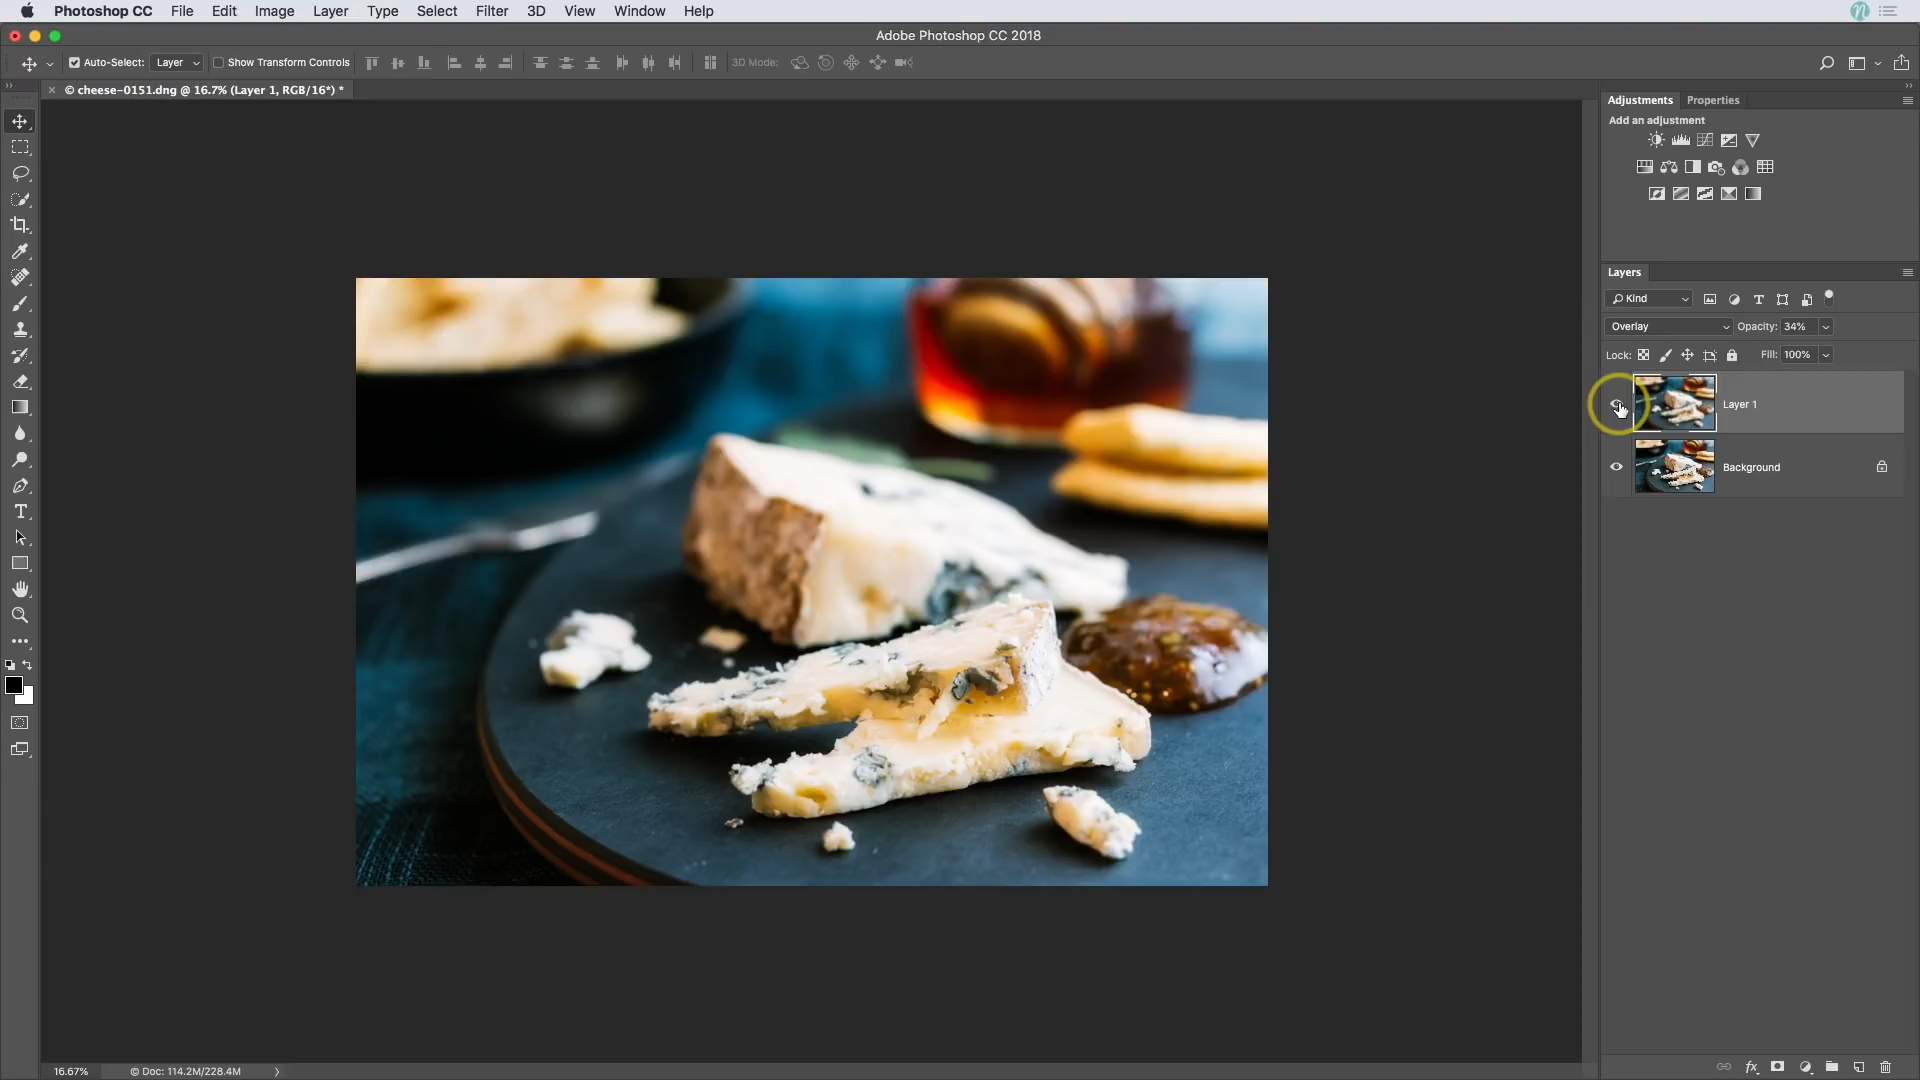 Photoshop CC File Edit Image Layer Type Select Filter 3D View Window Help
Adobe Photoshop CC 2018
Auto-Select: Layer Show Transform Controls 3D Mode:
© cheese-0151.dng @ 16.7% (Layer 1, RGB/16*) *
Adjustments Properties
Add an adjustment
Layers
Kind
Overlay Opacity: 34%
Lock: Fill: 100%
Layer 1
Background
16.67% © Doc: 114.2M/228.4M